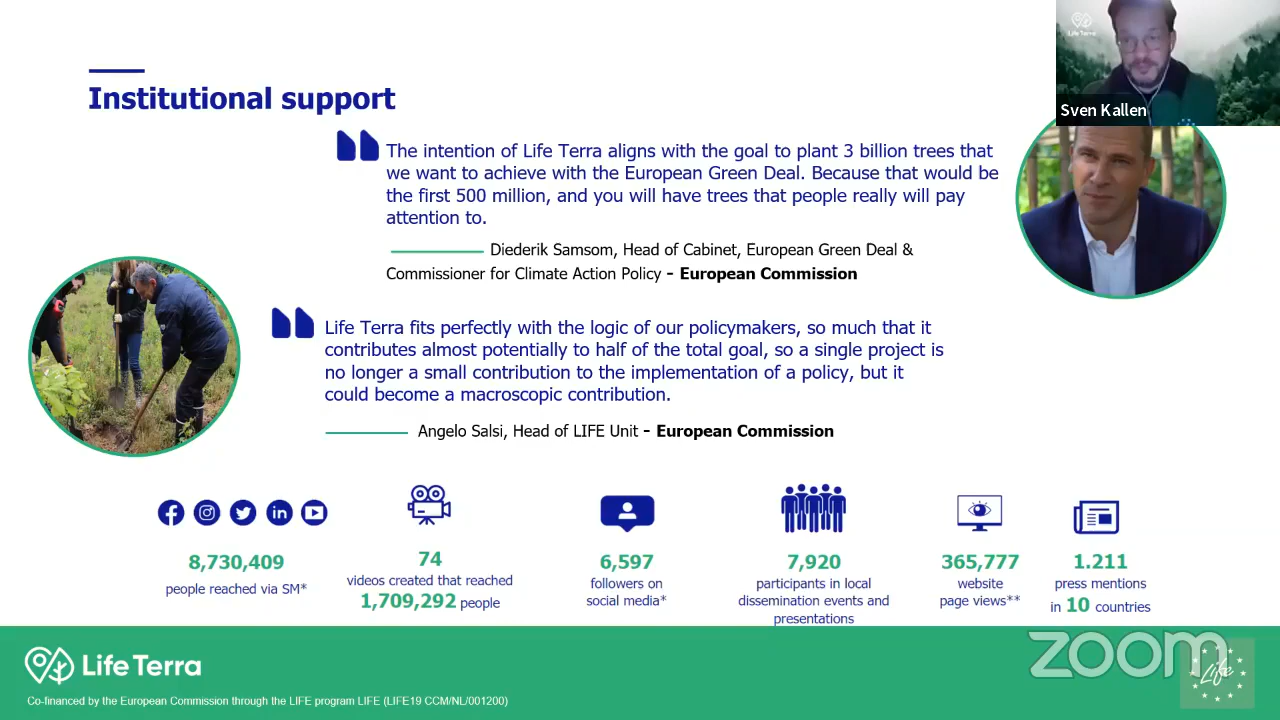 Life Terra
Sven Kallen
Institutional support
The intention of Life Terra aligns with the goal to plant 3 billion trees that
we want to achieve with the European Green Deal. Because that would be
the first 500 million, and you will have trees that people really will pay
attention to.
Diederik Samsom, Head of Cabinet, European Green Deal &
Commissioner for Climate Action Policy - European Commission
Life Terra fits perfectly with the logic of our policymakers, so much that it
contributes almost potentially to half of the total goal, so a single project is
no longer a small contribution to the implementation of a policy, but it
could become a macroscopic contribution.
Angelo Salsi, Head of LIFE Unit - European Commission
8,730,409
people reached via SM*
74
videos created that reached
1,709,292 people
6,597
followers on
social media*
7,920
participants in local
dissemination events and
presentations
365,777
website
page views**
1.211
press mentions
in 10 countries
Life Terra
Co-financed by the European Commission through the LIFE program LIFE (LIFE19 CCM/NL/001200)
zoom
Life